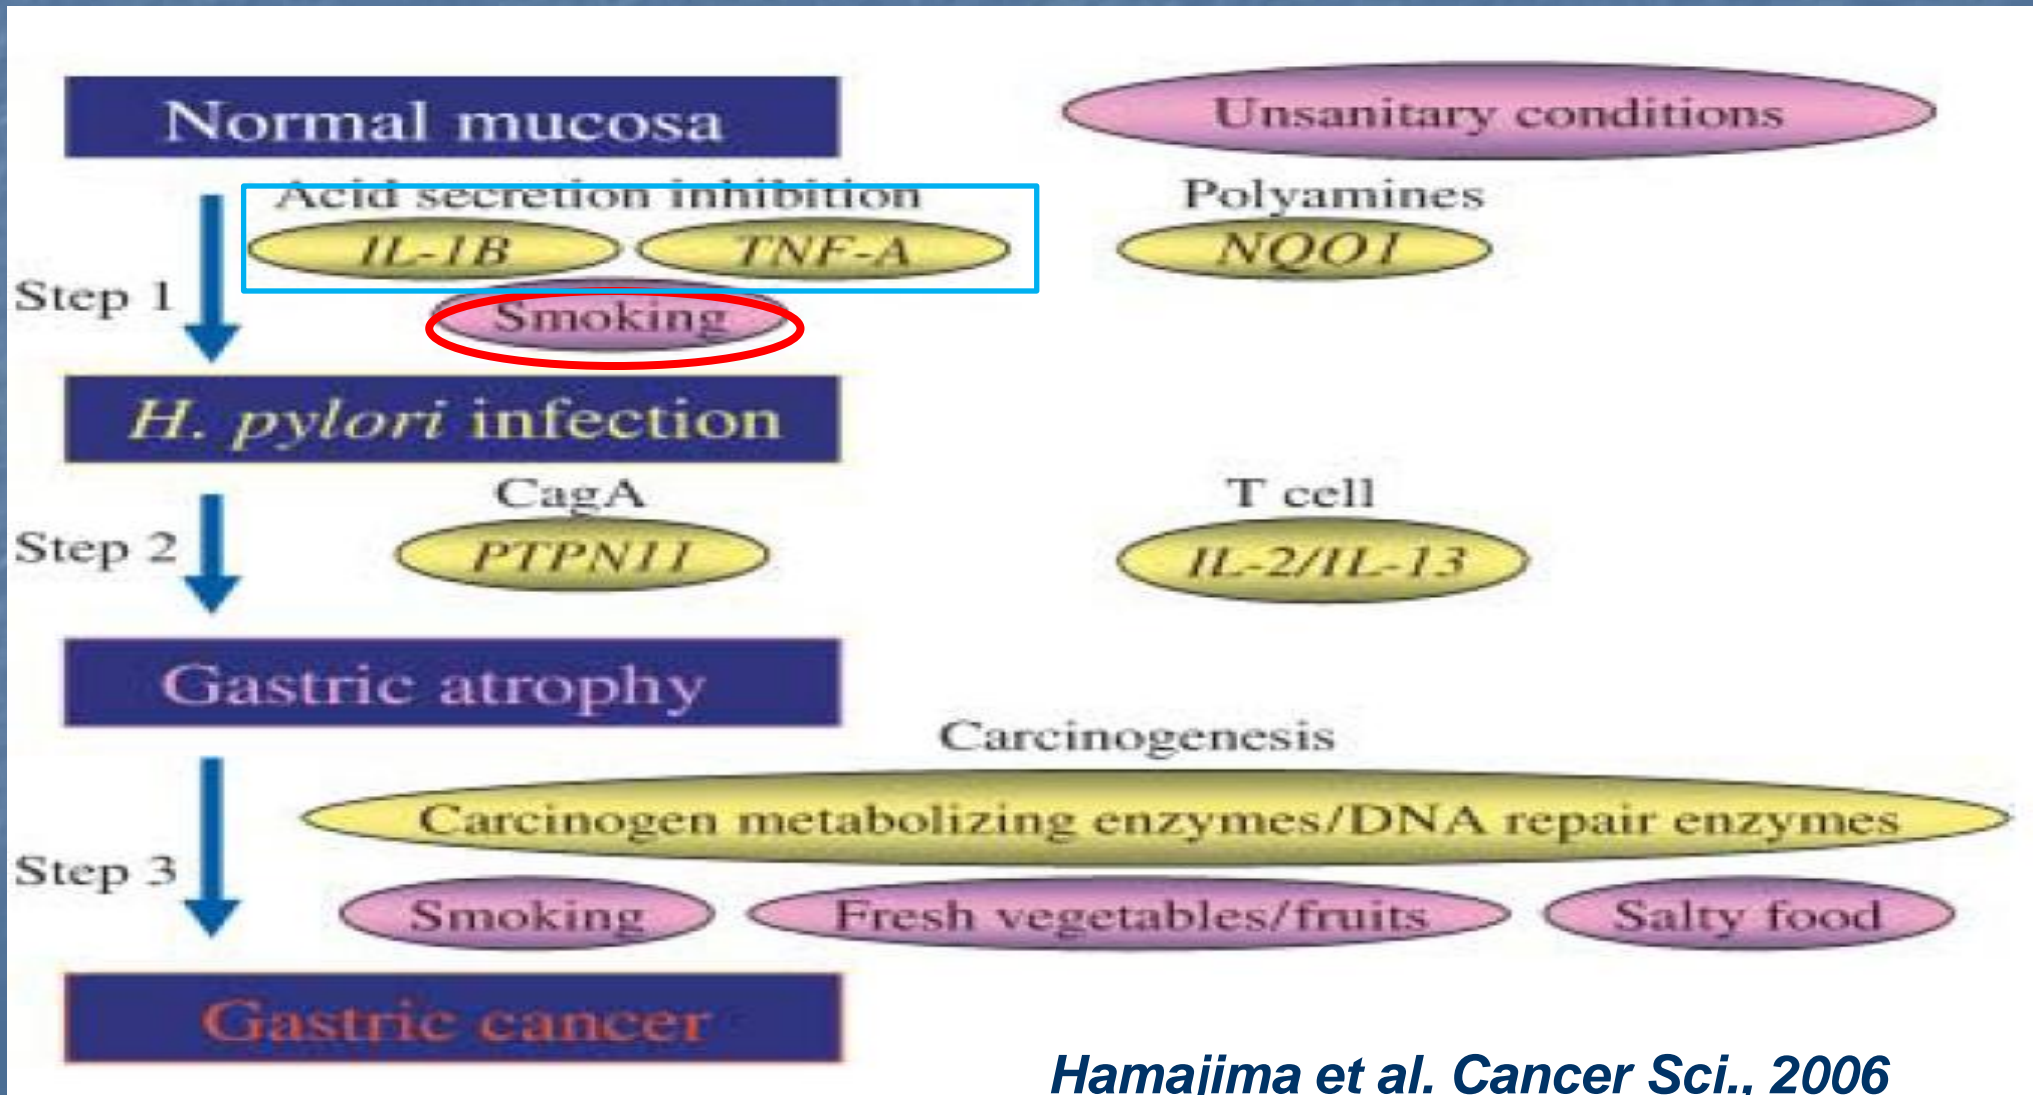 Normal mucosa
Unsanitary conditions
Acid secretion inhibition
Polyamines
IL-1B
TNF-A
NQO1
Step 1
Smoking
H. pylori infection
CagA
T cell
Step 2
PTPN11
IL-2/IL-13
Gastric atrophy
Carcinogenesis
Carcinogen metabolizing enzymes/DNA repair enzymes
Step 3
Smoking
Fresh vegetables/fruits
Salty food
Gastric cancer
Hamajima et al. Cancer Sci., 2006